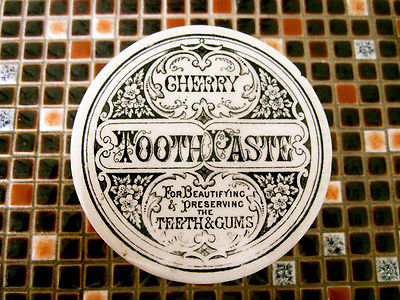 CHERRY
TOOTH PASTE
FOR BEAUTIFYING
& PRESERVING
THE
TEETH & GUMS